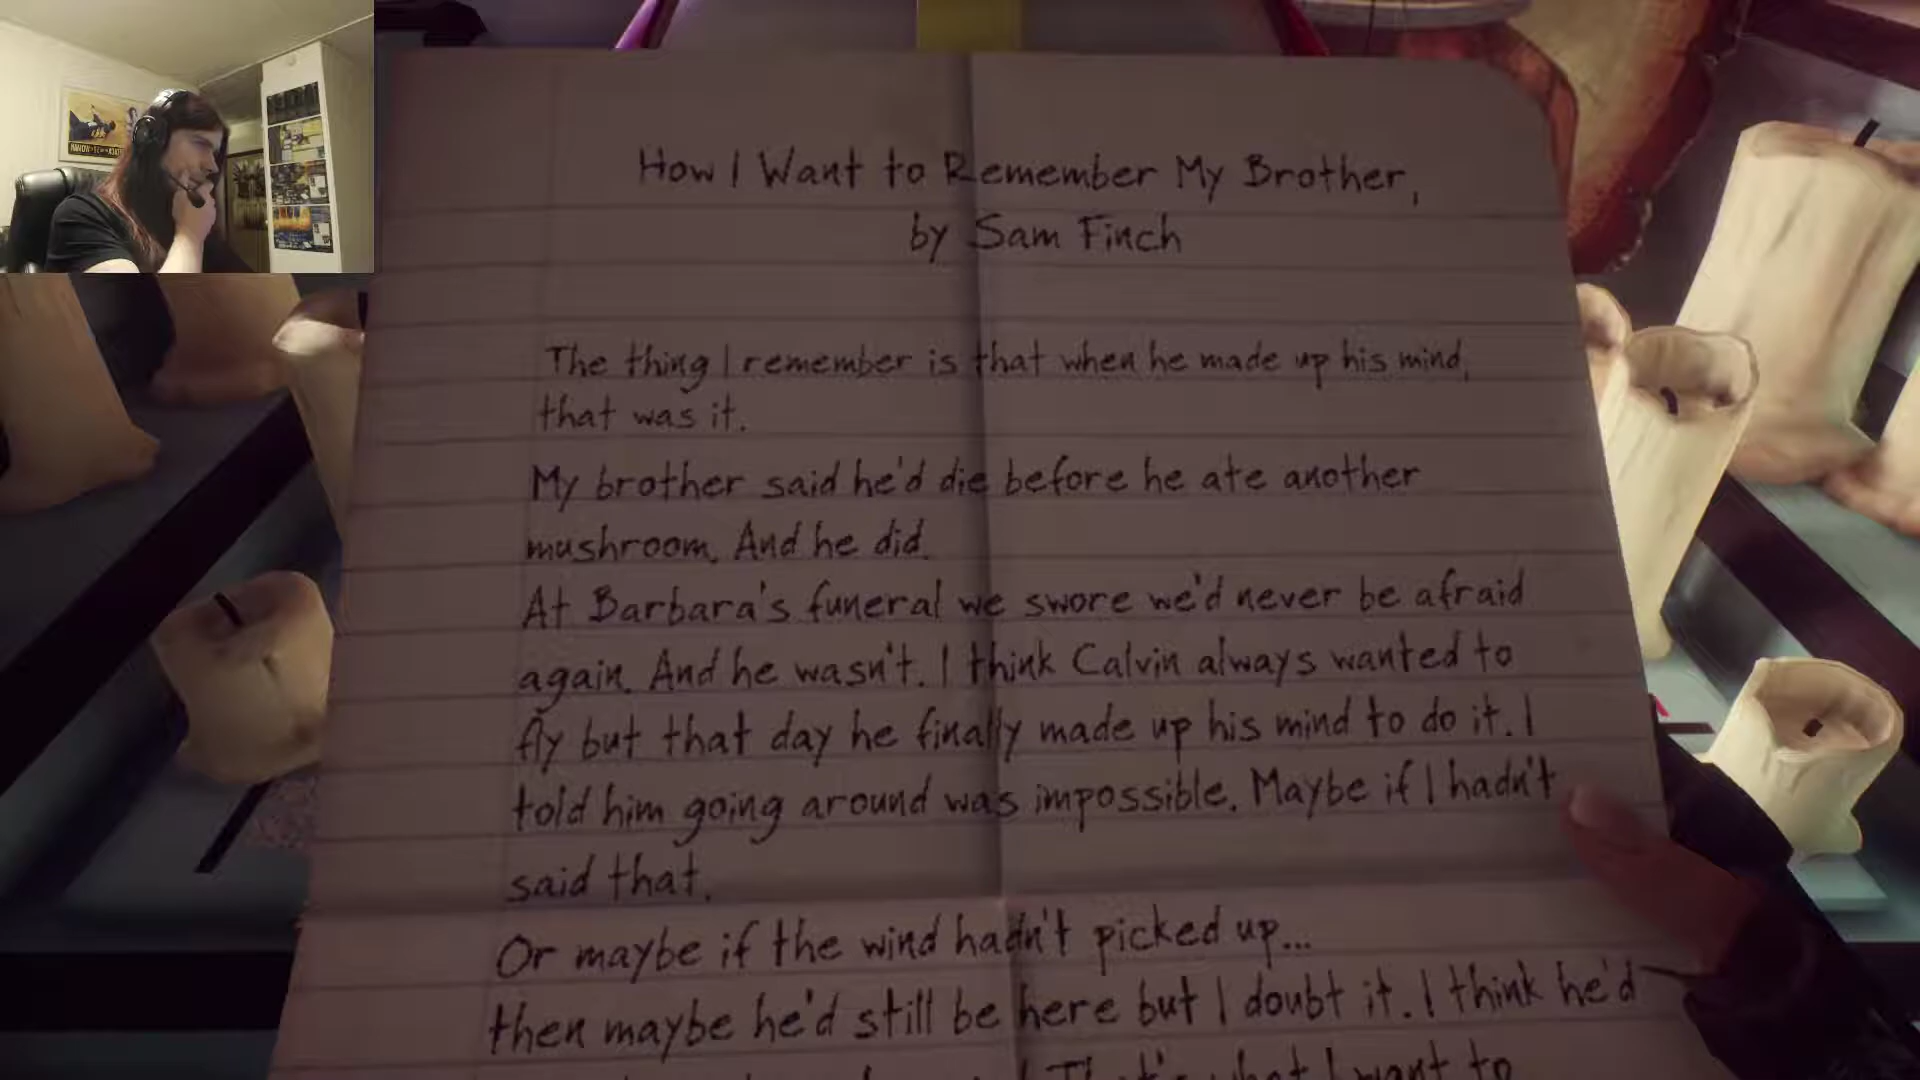 How I Want to Remember My Brother,
by Sam Finch
The thing I remember is that when he made up his mind,
that was it.
My brother said he'd die before he ate another
mushroom. And he did.
At Barbara's funeral we swore we'd never be afraid
again. And he wasn't. I think Calvin always wanted to
fly but that day he finally made up his mind to do it. I
told him going around was impossible. Maybe if I hadn't
said that.
Or maybe if the wind hadn't picked up...
then maybe he'd still be here but I doubt it. I think he'd
That's what I want to